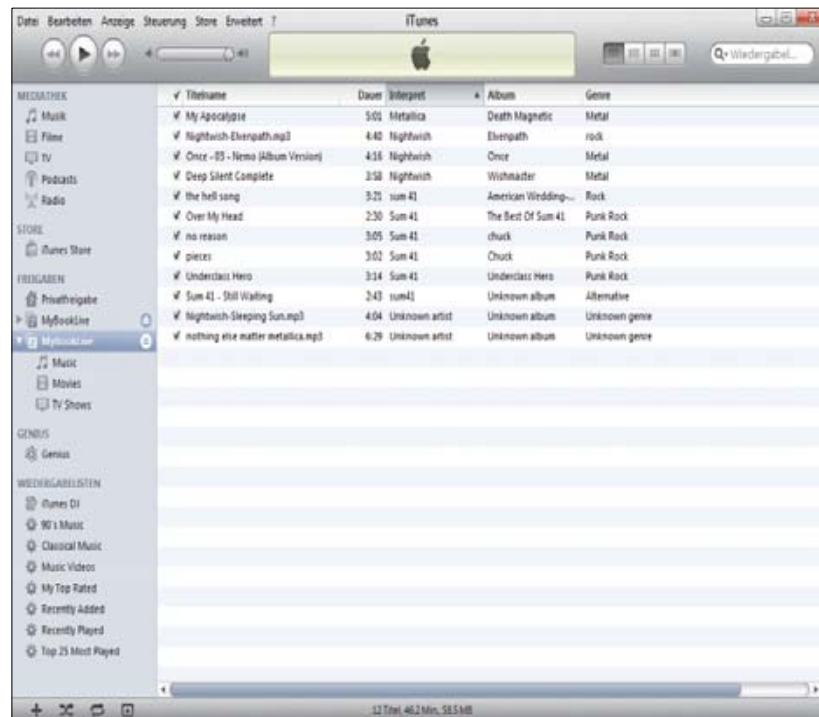 Datei Bearbeiten Anzeige Steuerung Store Erweitert ?
iTunes
Wiedergabel...
MEDIATHEK
Musik
Filme
TV
Podcasts
Radio
STORE
iTunes Store
FREIGABEN
Privatfreigabe
MyBookLive
MyBookLive
Music
Movies
TV Shows
GENIUS
Genius
WIEDERGABELISTEN
iTunes DJ
90's Music
Classical Music
Music Videos
My Top Rated
Recently Added
Recently Played
Top 25 Most Played
Titelname Dauer Interpret Album Genre
My Apocalypse 5:01 Metallica Death Magnetic Metal
Nightwish-Elvenpath.mp3 4:40 Nightwish Elvenpath rock
Once - 03 - Nemo (Album Version) 4:16 Nightwish Once Metal
Deep Silent Complete 3:58 Nightwish Wishmaster Metal
the hell song 3:21 sum 41 American Wedding-... Rock
Over My Head 2:30 Sum 41 The Best Of Sum 41 Punk Rock
no reason 3:05 Sum 41 chuck Punk Rock
pieces 3:02 Sum 41 Chuck Punk Rock
Underclass Hero 3:14 Sum 41 Underclass Hero Punk Rock
Sum 41 - Still Waiting 2:43 sum41 Unknown album Alternative
Nightwish-Sleeping Sun.mp3 4:04 Unknown artist Unknown album Unknown genre
nothing else matter metallica.mp3 6:29 Unknown artist Unknown album Unknown genre
12 Titel, 46.2 Min, 58.5 MB